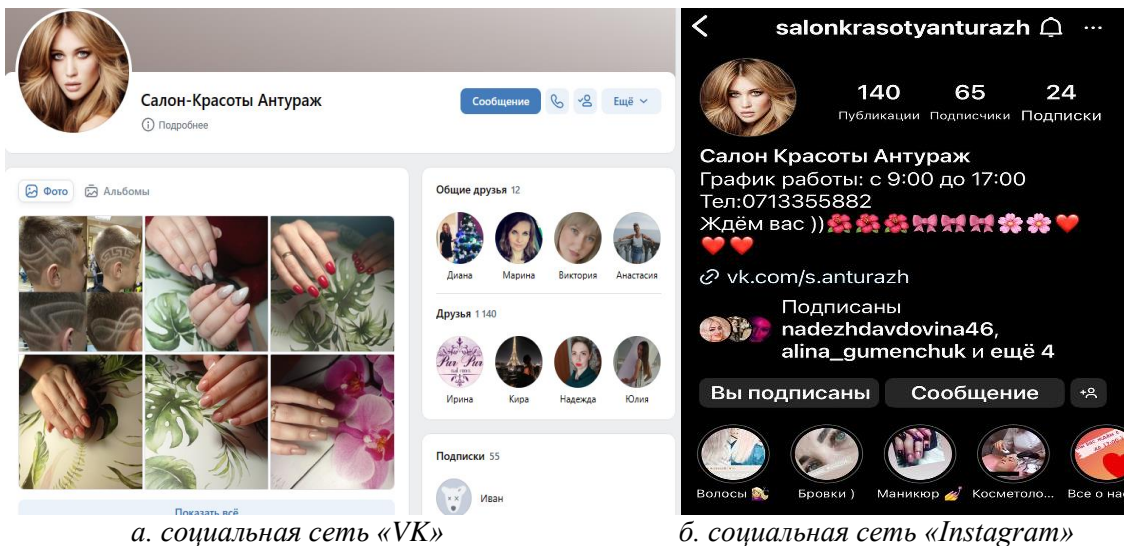 Салон-Красоты Антураж
Подробнее
Сообщение
Ещё
Фото
Альбомы
Показать всё
Общие друзья 12
Диана Марина Виктория Анастасия
Друзья 1 140
Ирина Кира Надежда Юлия
Подписки 55
Иван
salonkrasotyanturazh
140 65 24
Публикации Подписчики Подписки
Салон Красоты Антураж
График работы: с 9:00 до 17:00
Тел:0713355882
Ждём вас ))🌺🌺🌺🎀🎀🎀🌸🌸❤️
❤️❤️
vk.com/s.anturazh
Подписаны
nadezhdavdovina46,
alina_gumenchuk и ещё 4
Вы подписаны Сообщение
Волосы 💇‍♀️ Бровки ) Маникюр 💅 Косметоло... Все о на
а. социальная сеть «VK» б. социальная сеть «Instagram»